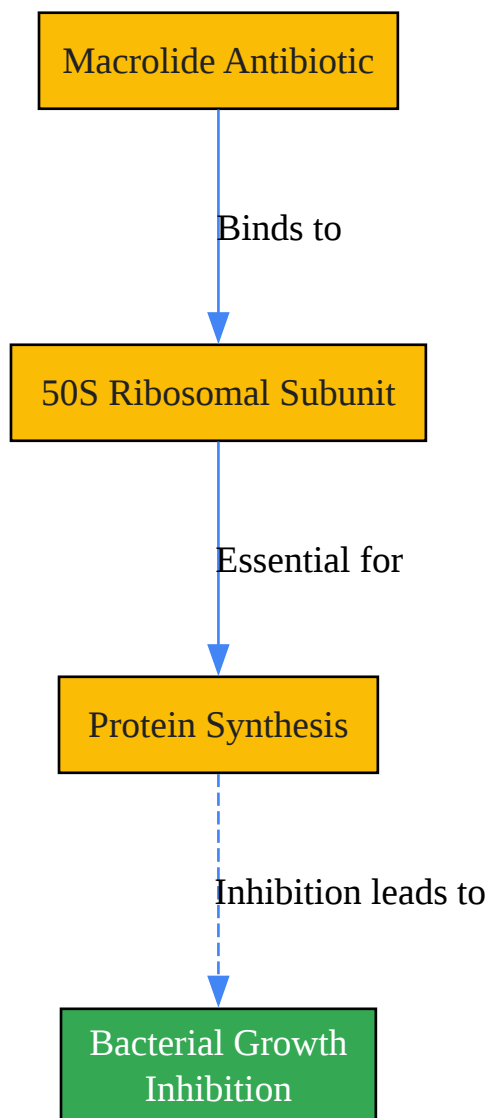 Macrolide Antibiotic
Binds to
50S Ribosomal Subunit
Essential for
Protein Synthesis
Inhibition leads to
Bacterial Growth
Inhibition